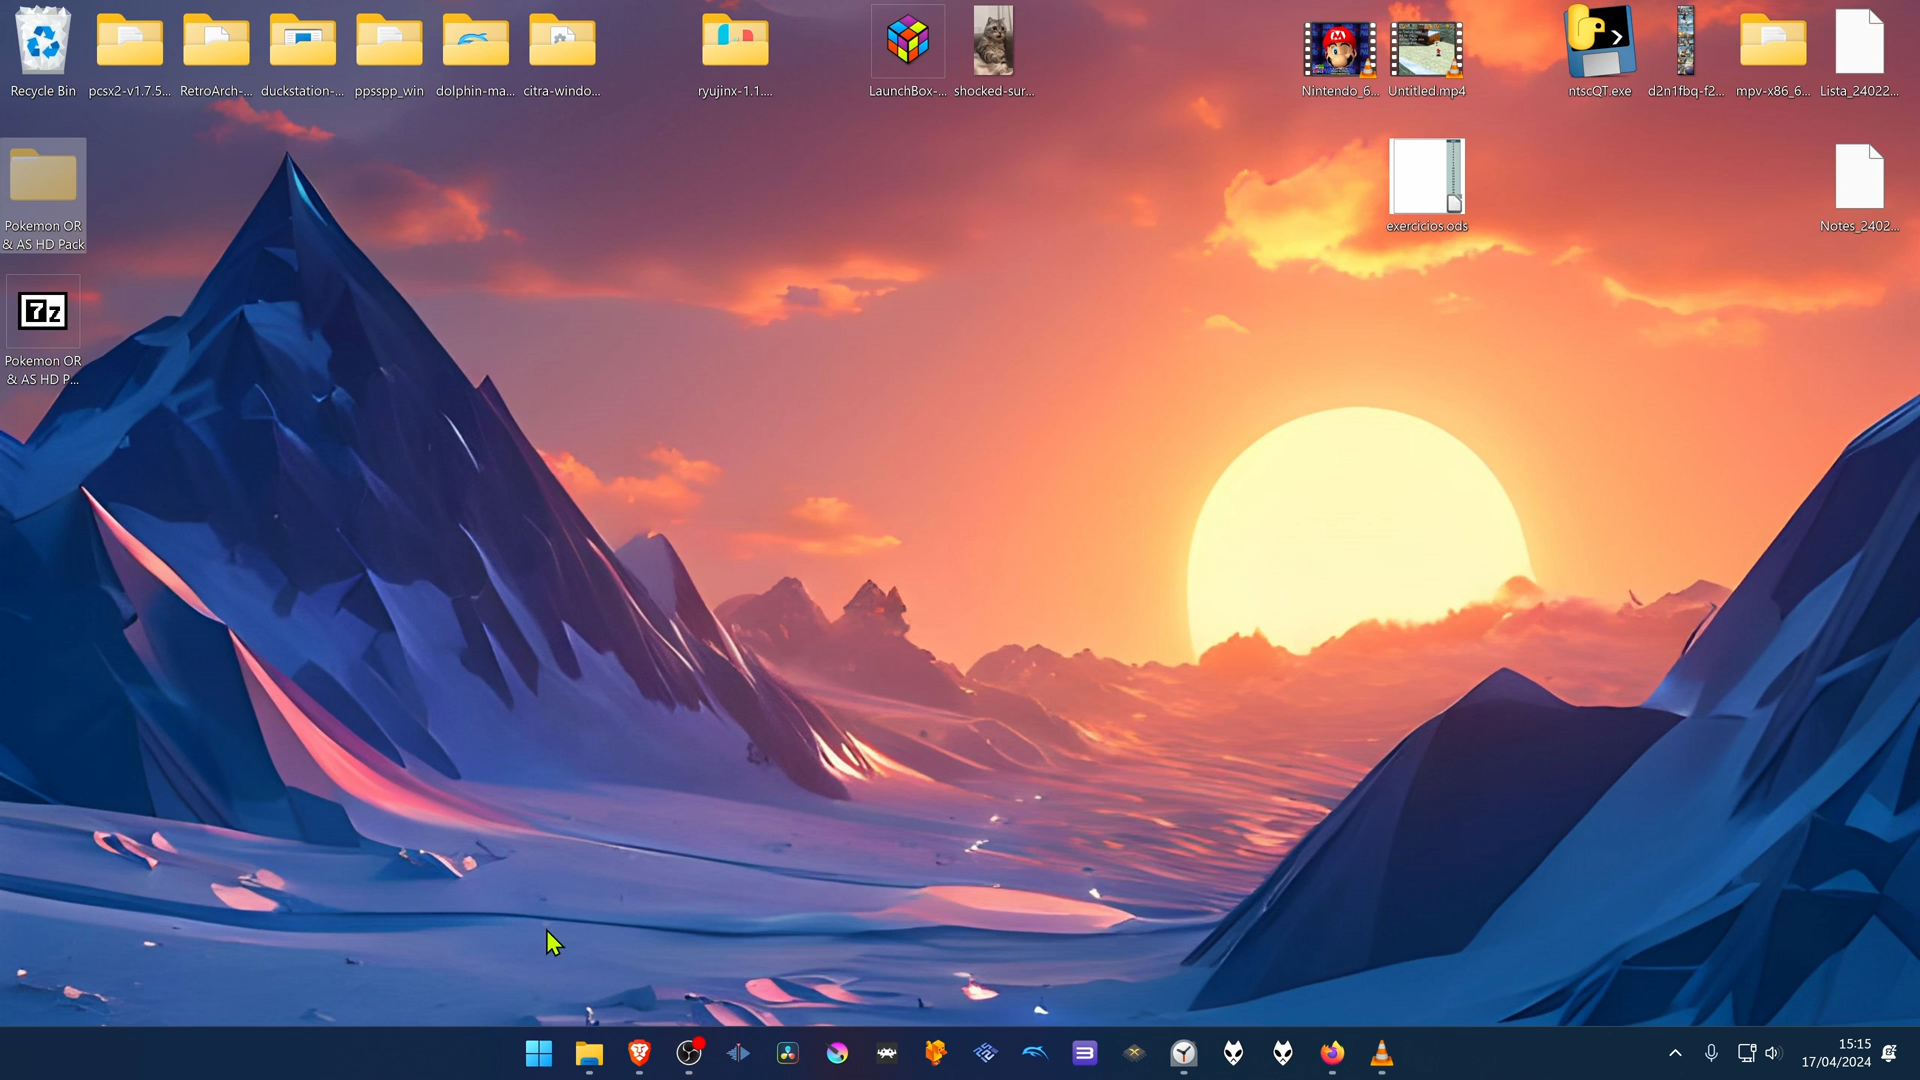 Recycle Bin
pcsx2-v1.7.5...
RetroArch-...
duckstation-...
ppsspp_win
dolphin-ma...
citra-windo...
ryujinx-1.1....
LaunchBox-...
shocked-sur...
Nintendo_6...
Untitled.mp4
ntscQT.exe
d2n1fbq-f2...
mpv-x86_6...
Lista_24022...
Pokemon OR
& AS HD Pack
exercicios.ods
Notes_2402...
7z
Pokemon OR
& AS HD P...
15:15
17/04/2024